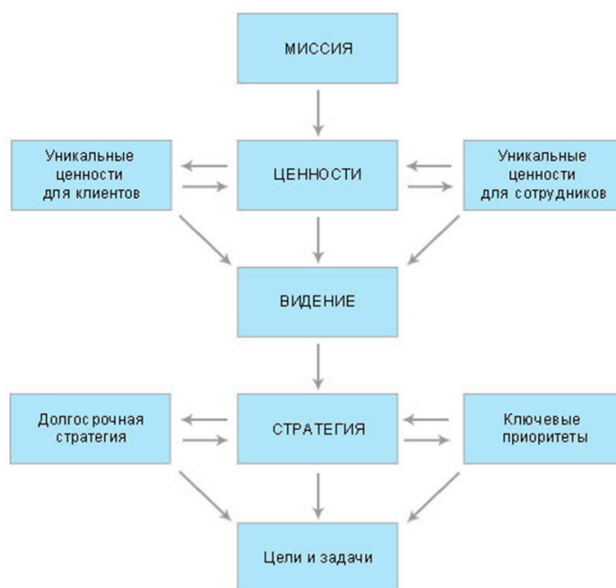 МИССИЯ
Уникальные
ценности
для клиентов
ЦЕННОСТИ
Уникальные
ценности
для сотрудников
ВИДЕНИЕ
Долгосрочная
стратегия
СТРАТЕГИЯ
Ключевые
приоритеты
Цели и задачи